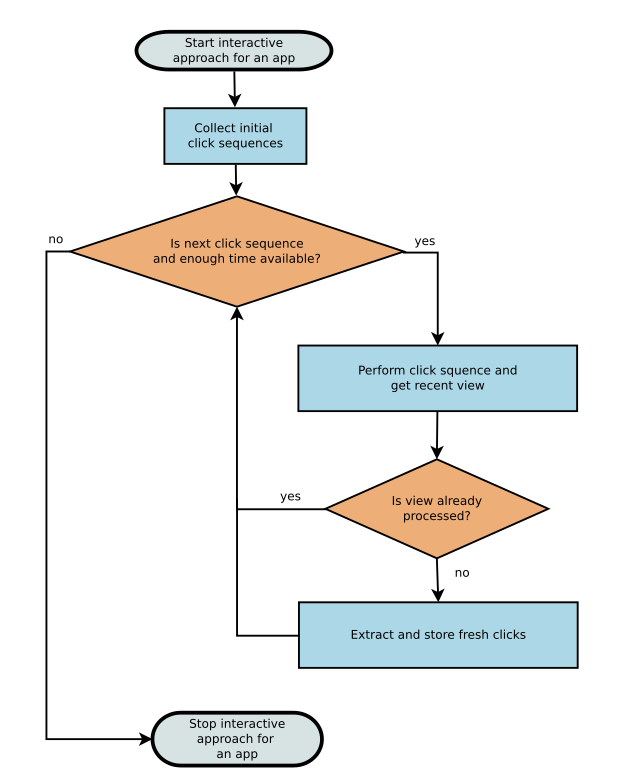 Start interactive
approach for an app
Collect initial
click sequences
no
Is next click sequence
and enough time available?
yes
Perform click squence and
get recent view
yes
Is view already
processed?
no
Extract and store fresh clicks
Stop interactive
approach for
an app